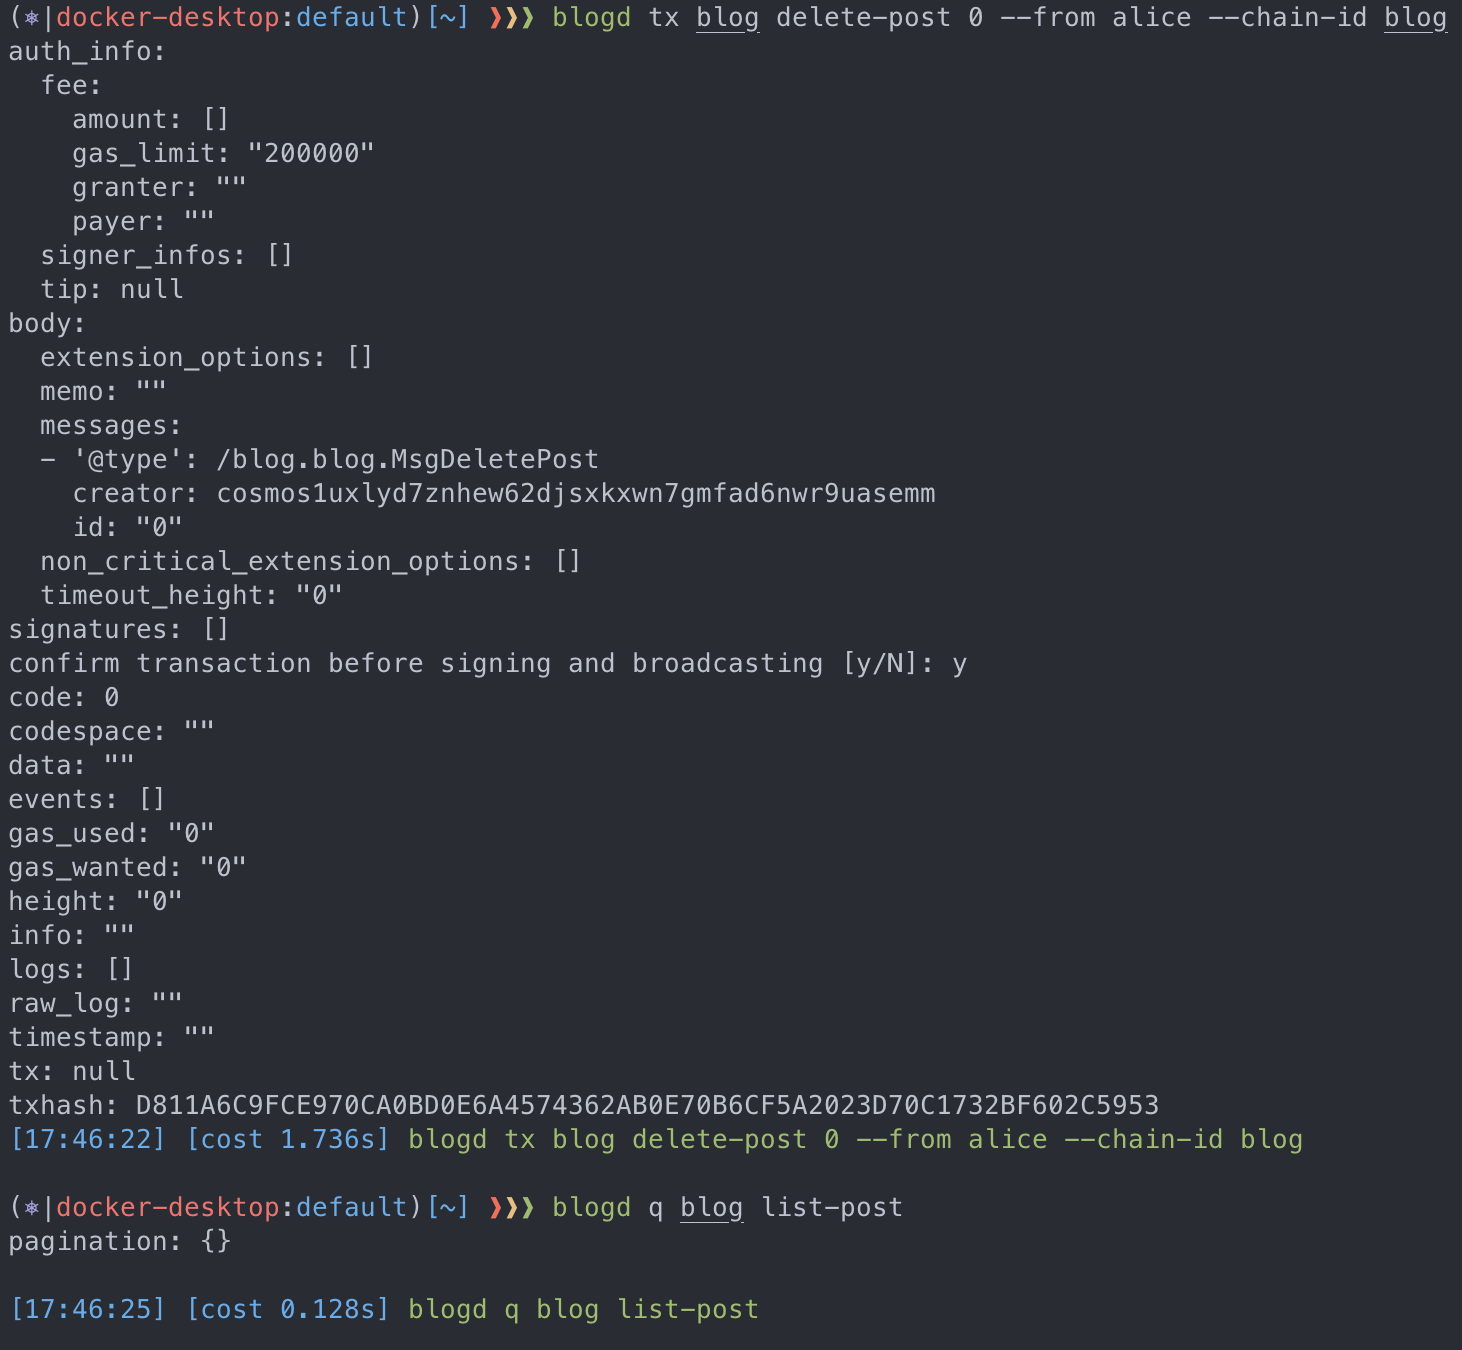 (⎈|docker-desktop:default)[~] ❯❯❯ blogd tx blog delete-post 0 --from alice --chain-id blog
auth_info:
  fee:
    amount: []
    gas_limit: "200000"
    granter: ""
    payer: ""
  signer_infos: []
  tip: null
body:
  extension_options: []
  memo: ""
  messages:
  - '@type': /blog.blog.MsgDeletePost
    creator: cosmos1uxlyd7znhew62djsxkxwn7gmfad6nwr9uasemm
    id: "0"
  non_critical_extension_options: []
  timeout_height: "0"
signatures: []
confirm transaction before signing and broadcasting [y/N]: y
code: 0
codespace: ""
data: ""
events: []
gas_used: "0"
gas_wanted: "0"
height: "0"
info: ""
logs: []
raw_log: ""
timestamp: ""
tx: null
txhash: D811A6C9FCE970CA0BD0E6A4574362AB0E70B6CF5A2023D70C1732BF602C5953
[17:46:22] [cost 1.736s] blogd tx blog delete-post 0 --from alice --chain-id blog
(⎈|docker-desktop:default)[~] ❯❯❯ blogd q blog list-post
pagination: {}
[17:46:25] [cost 0.128s] blogd q blog list-post